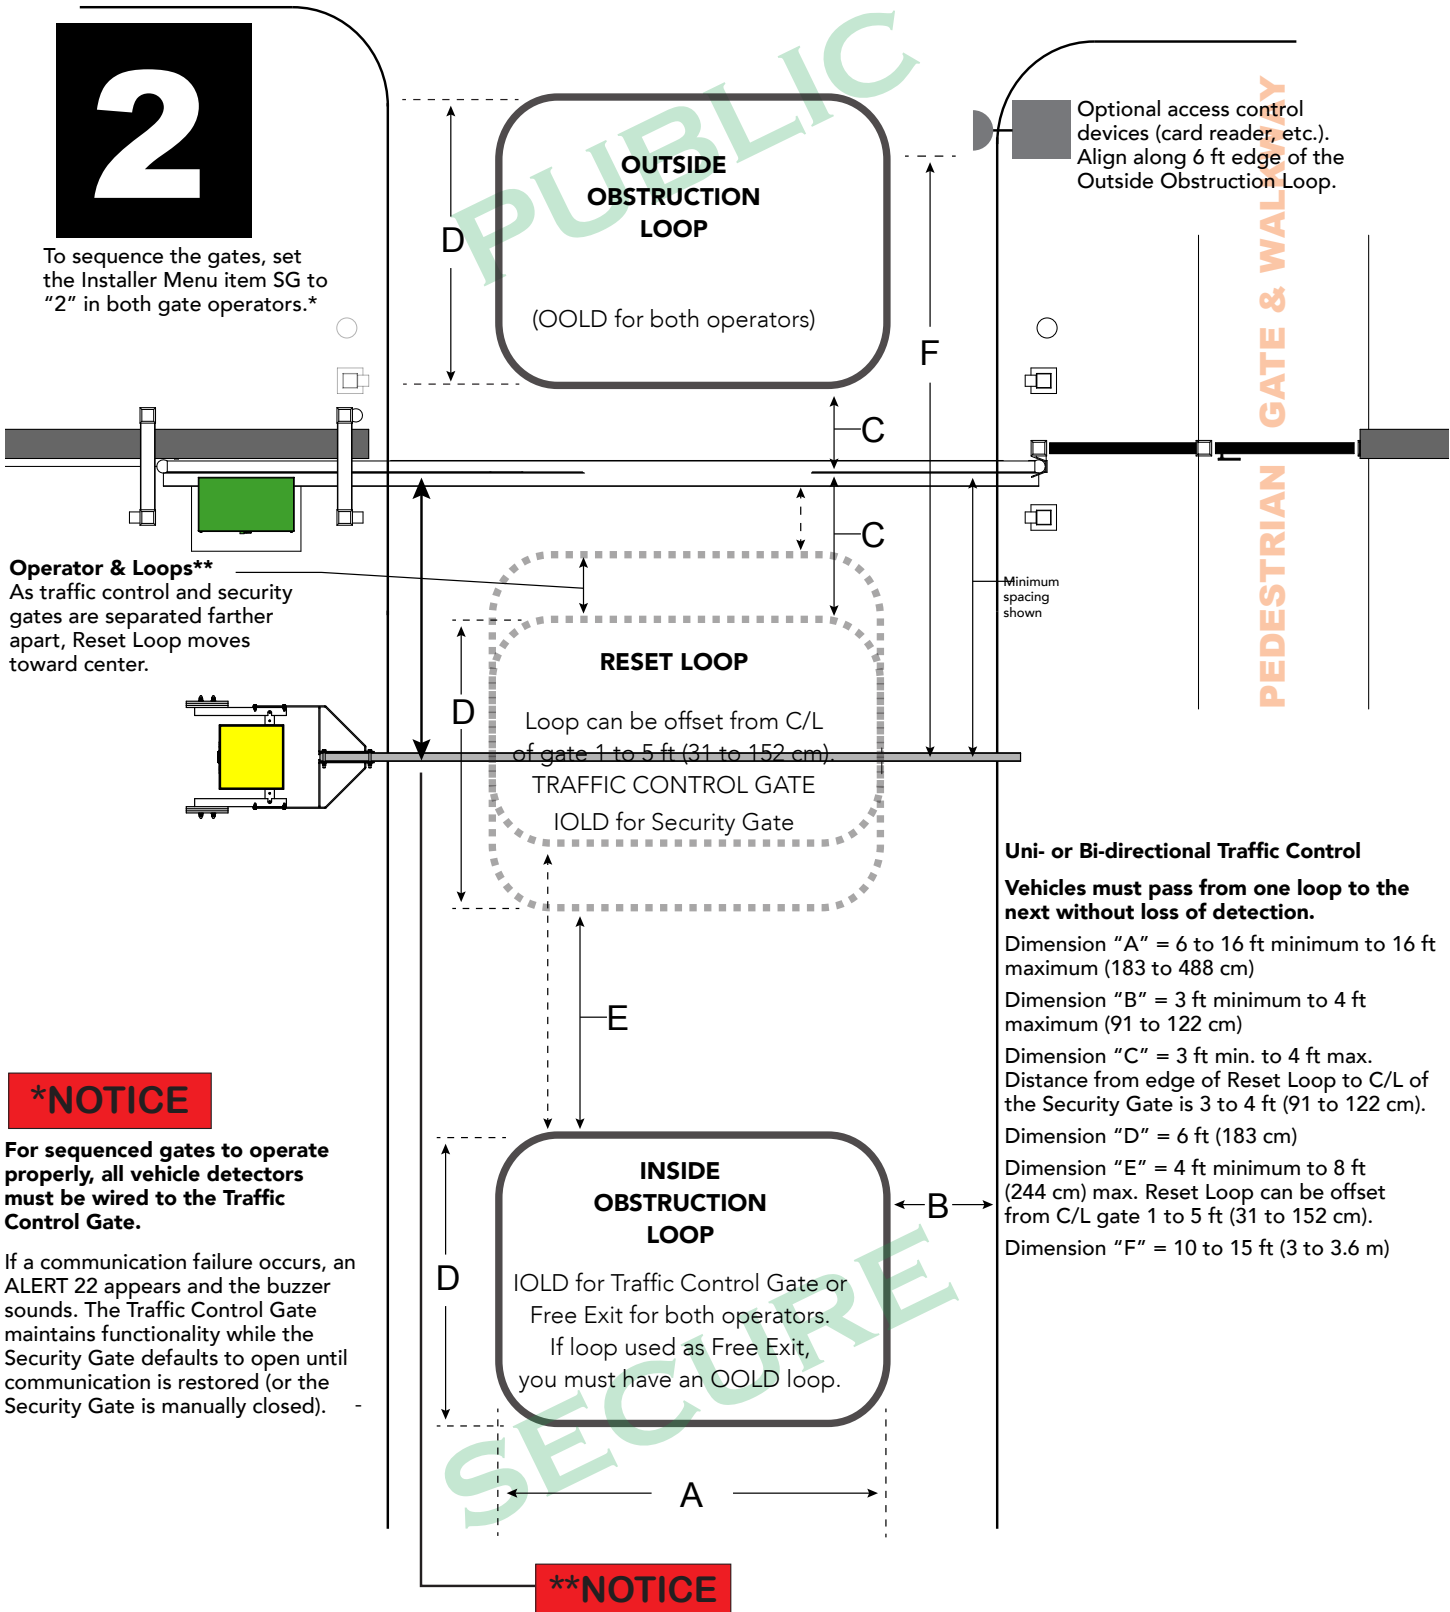 2
To sequence the gates, set
the Installer Menu item SG to
“2” in both gate operators.*
PUBLIC
OUTSIDE
OBSTRUCTION
LOOP
(OOLD for both operators)
D
F
C
Optional access control
devices (card reader, etc.).
Align along 6 ft edge of the
Outside Obstruction Loop.
PEDESTRIAN GATE & WALKWAY
C
Operator & Loops**
As traffic control and security
gates are separated farther
apart, Reset Loop moves
toward center.
Minimum
spacing
shown
RESET LOOP
D
Loop can be offset from C/L
of gate 1 to 5 ft (31 to 152 cm).
TRAFFIC CONTROL GATE
IOLD for Security Gate
E
Uni- or Bi-directional Traffic Control
Vehicles must pass from one loop to the
next without loss of detection.
Dimension “A” = 6 to 16 ft minimum to 16 ft
maximum (183 to 488 cm)
Dimension “B” = 3 ft minimum to 4 ft
maximum (91 to 122 cm)
Dimension “C” = 3 ft min. to 4 ft max.
Distance from edge of Reset Loop to C/L of
the Security Gate is 3 to 4 ft (91 to 122 cm).
Dimension “D” = 6 ft (183 cm)
Dimension “E” = 4 ft minimum to 8 ft
(244 cm) max. Reset Loop can be offset
from C/L gate 1 to 5 ft (31 to 152 cm).
Dimension “F” = 10 to 15 ft (3 to 3.6 m)
*NOTICE
For sequenced gates to operate
properly, all vehicle detectors
must be wired to the Traffic
Control Gate.
If a communication failure occurs, an
ALERT 22 appears and the buzzer
sounds. The Traffic Control Gate
maintains functionality while the
Security Gate defaults to open until
communication is restored (or the
Security Gate is manually closed). -
INSIDE
OBSTRUCTION
LOOP
B
D
IOLD for Traffic Control Gate or
Free Exit for both operators.
If loop used as Free Exit,
you must have an OOLD loop.
SECURE
A
**NOTICE